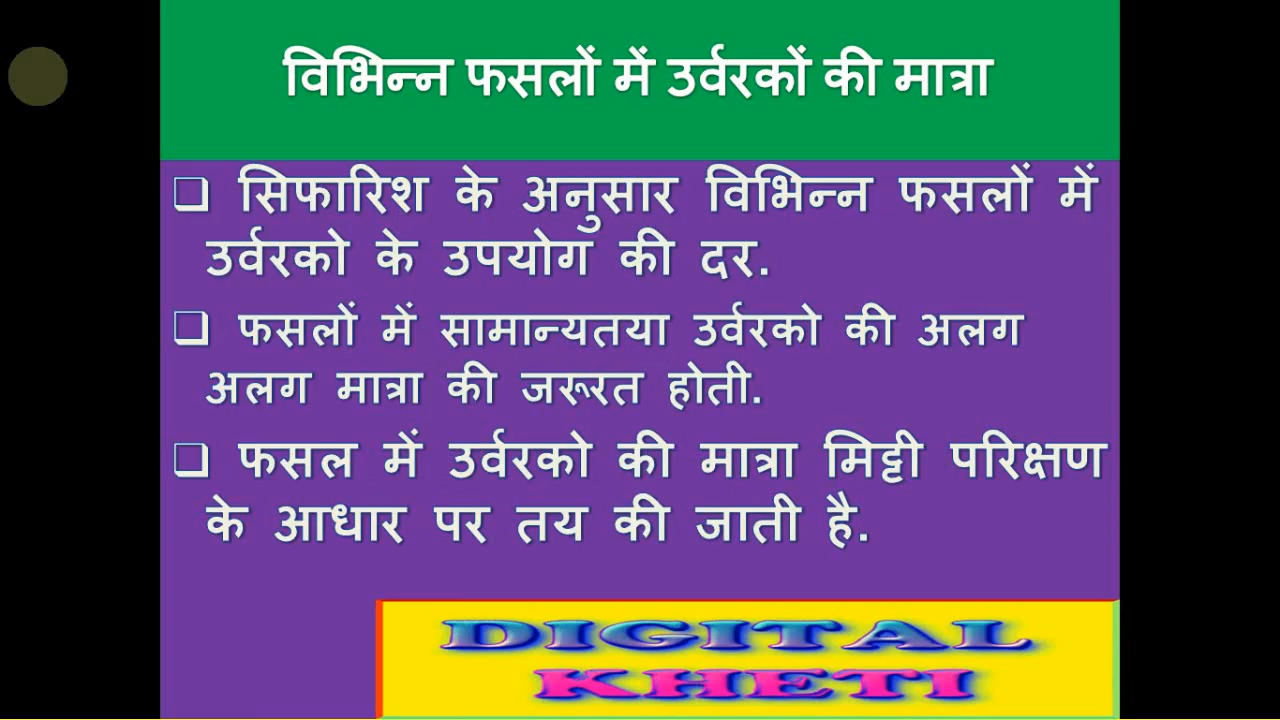 विभिन्न फसलों में उर्वरकों की मात्रा
❑ सिफारिश के अनुसार विभिन्न फसलों में
उर्वरको के उपयोग की दर.
❑ फसलों में सामान्यतया उर्वरको की अलग
अलग मात्रा की जरूरत होती.
❑ फसल में उर्वरको की मात्रा मिट्टी परिक्षण
के आधार पर तय की जाती है.
DIGITAL
KHETI